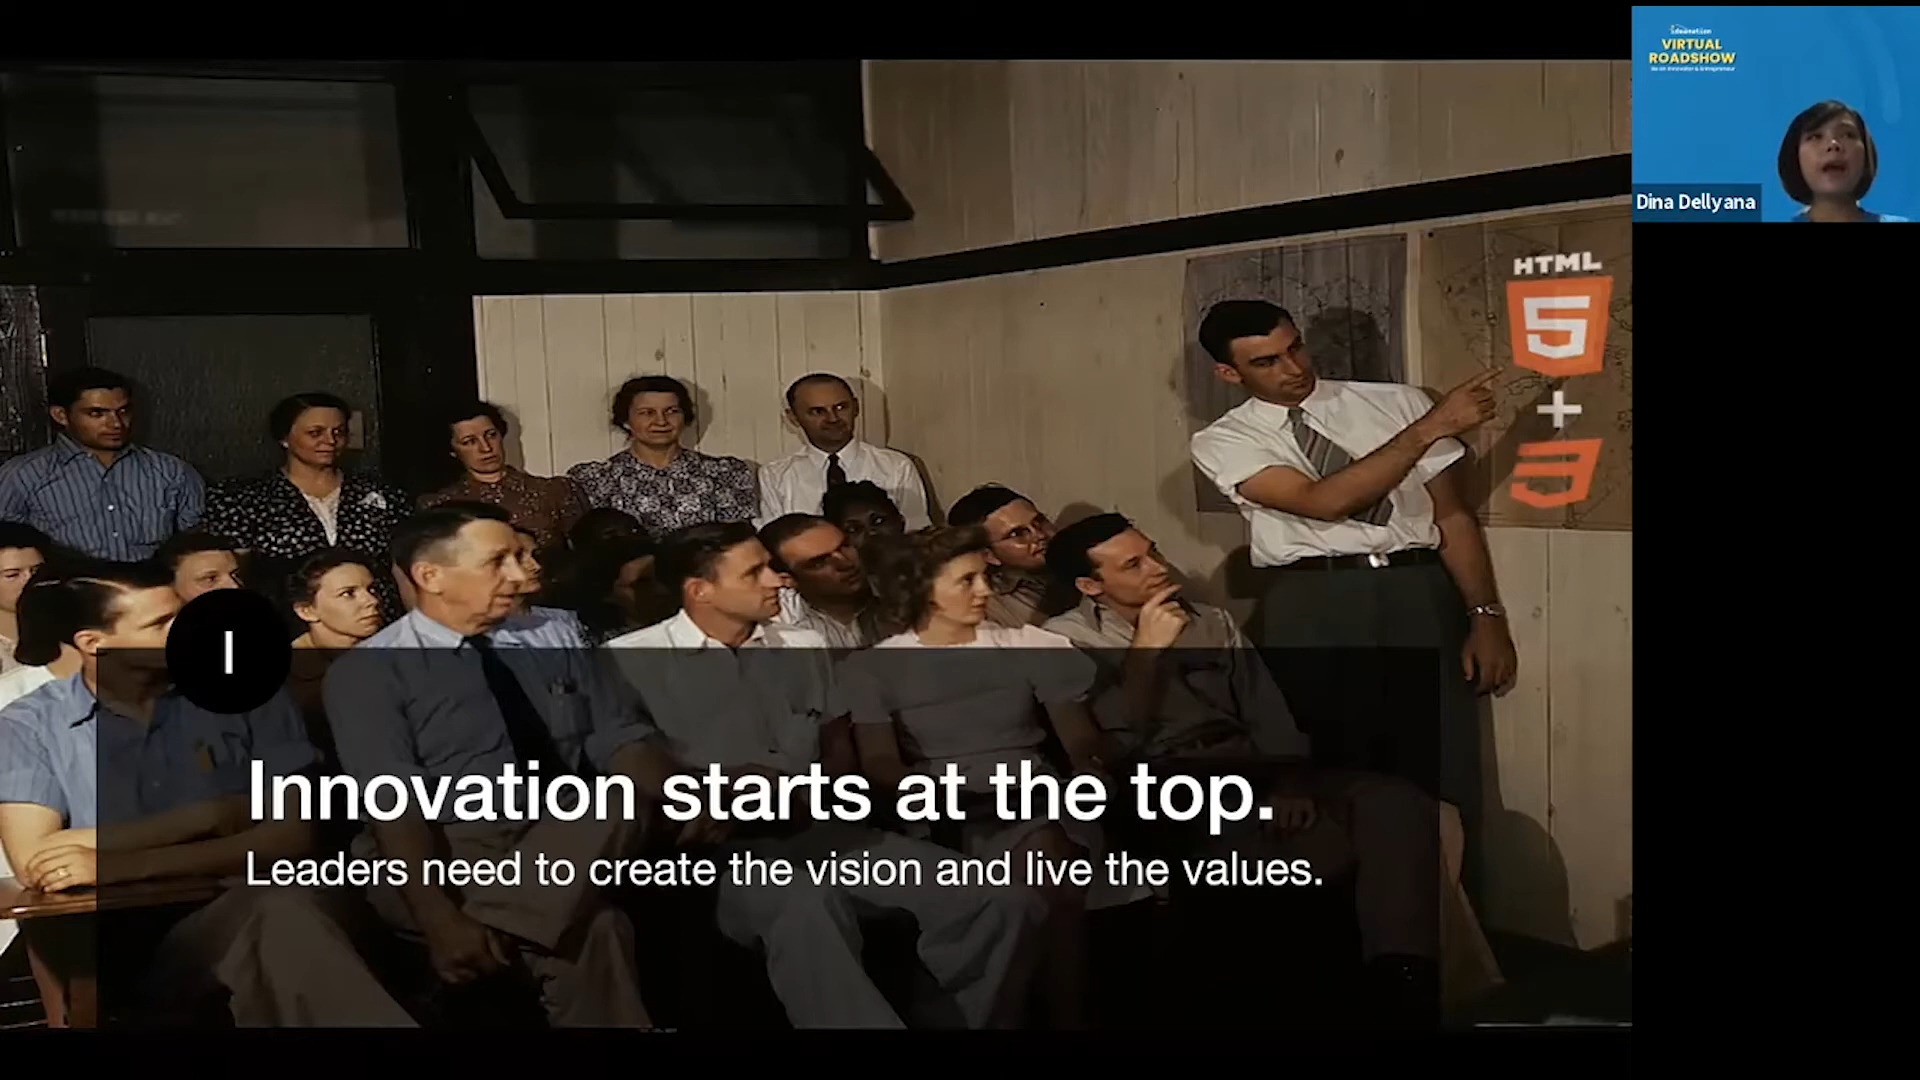 VIRTUAL
ROADSHOW
Dina Dellyana
HTML
5
+
3
I
Innovation starts at the top.
Leaders need to create the vision and live the values.